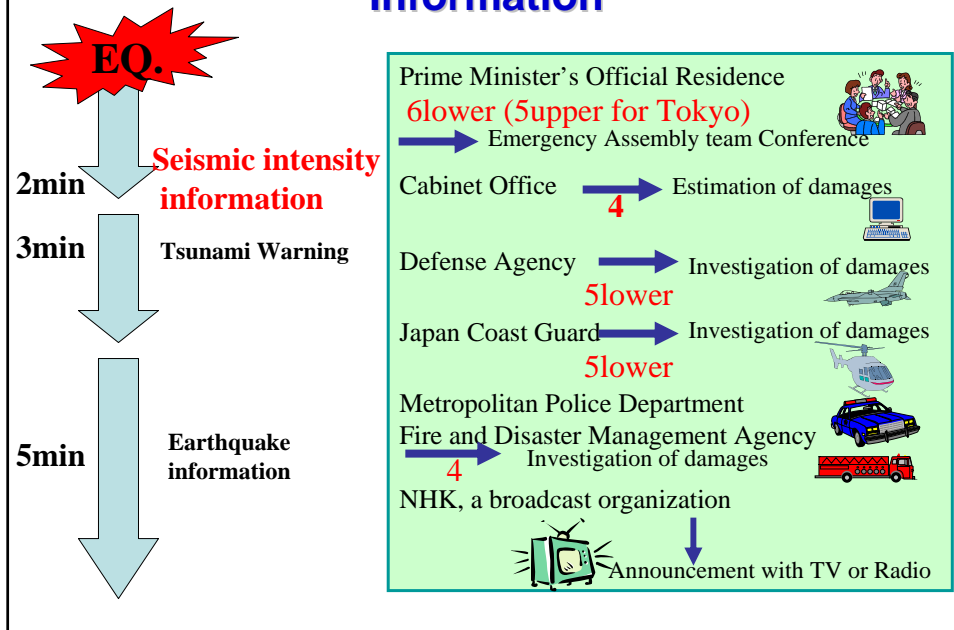 Information
EQ.
2min
Seismic intensity
information
3min
Tsunami Warning
5min
Earthquake
information
Prime Minister's Official Residence
6lower (5upper for Tokyo)
Emergency Assembly team Conference
Cabinet Office
4
Estimation of damages
Defense Agency
5lower
Investigation of damages
Japan Coast Guard
5lower
Investigation of damages
Metropolitan Police Department
Fire and Disaster Management Agency
4
Investigation of damages
NHK, a broadcast organization
Announcement with TV or Radio